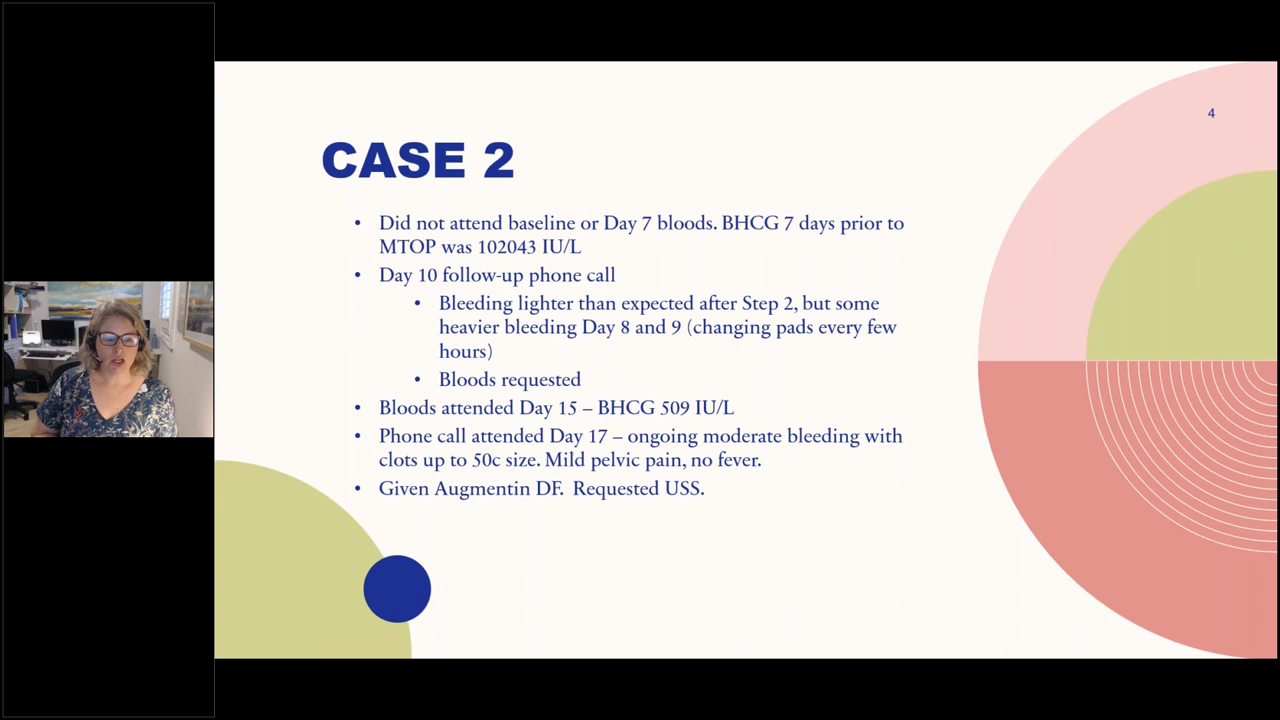 4
CASE 2
• Did not attend baseline or Day 7 bloods. BHCG 7 days prior to
MTOP was 102043 IU/L
• Day 10 follow-up phone call
• Bleeding lighter than expected after Step 2, but some
heavier bleeding Day 8 and 9 (changing pads every few
hours)
• Bloods requested
• Bloods attended Day 15 – BHCG 509 IU/L
• Phone call attended Day 17 – ongoing moderate bleeding with
clots up to 50c size. Mild pelvic pain, no fever.
• Given Augmentin DF.  Requested USS.